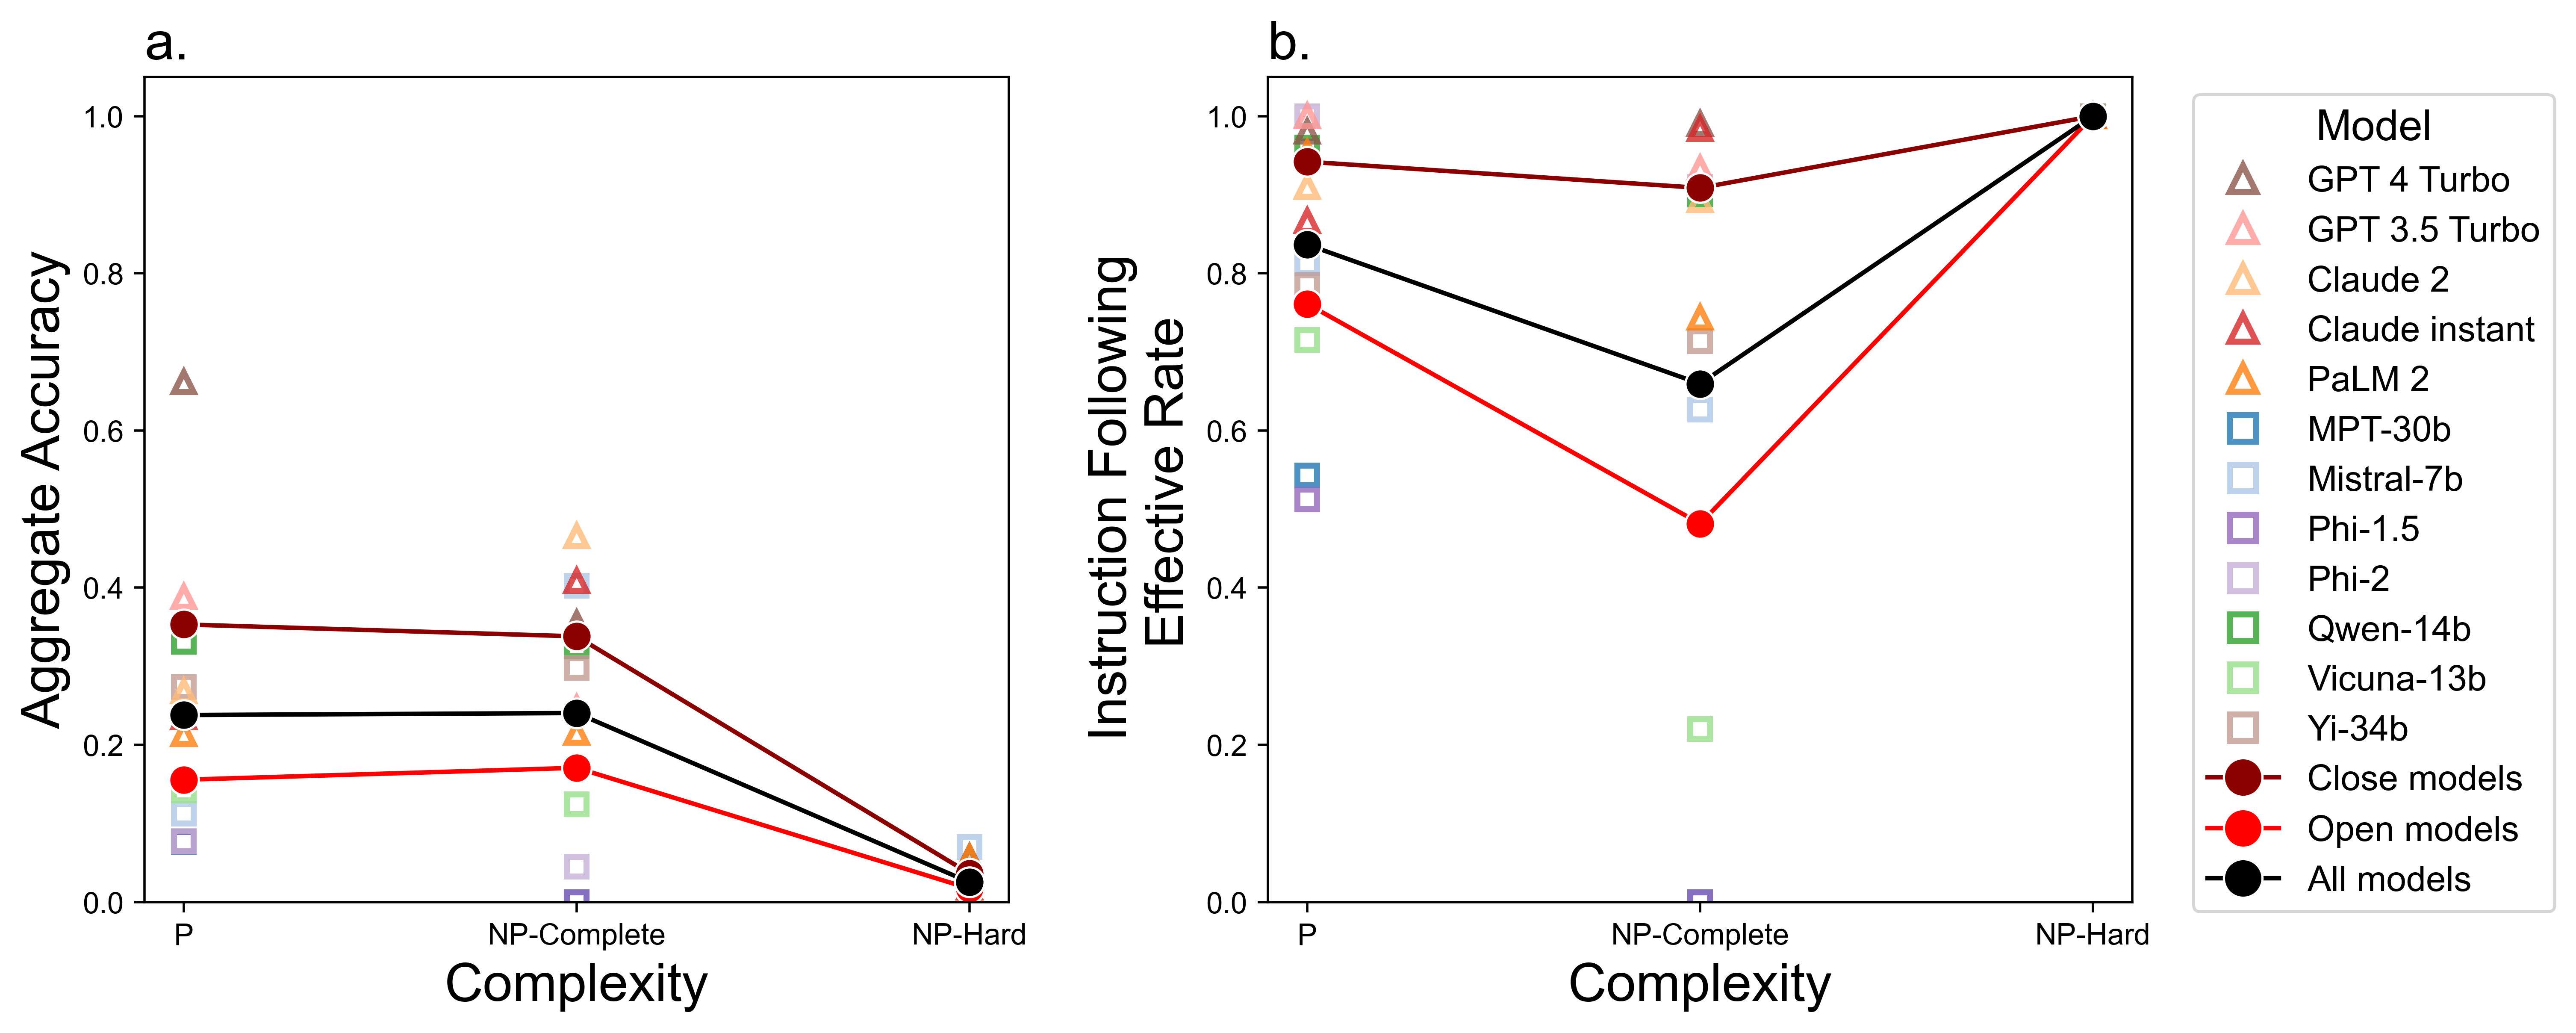 a.
Aggregate Accuracy
1.0
0.8
0.6
0.4
0.2
0.0
P
NP-Complete
NP-Hard
Complexity
b.
Instruction Following
Effective Rate
1.0
0.8
0.6
0.4
0.2
0.0
P
NP-Complete
NP-Hard
Complexity
Model
GPT 4 Turbo
GPT 3.5 Turbo
Claude 2
Claude instant
PaLM 2
MPT-30b
Mistral-7b
Phi-1.5
Phi-2
Qwen-14b
Vicuna-13b
Yi-34b
Close models
Open models
All models